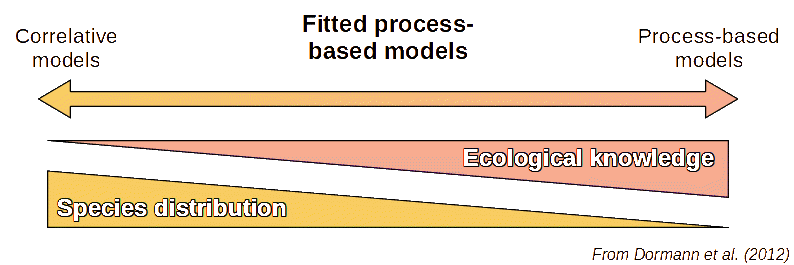 Correlative
models
Fitted process-
based models
Process-based
models
Ecological knowledge
Species distribution
From Dormann et al. (2012)